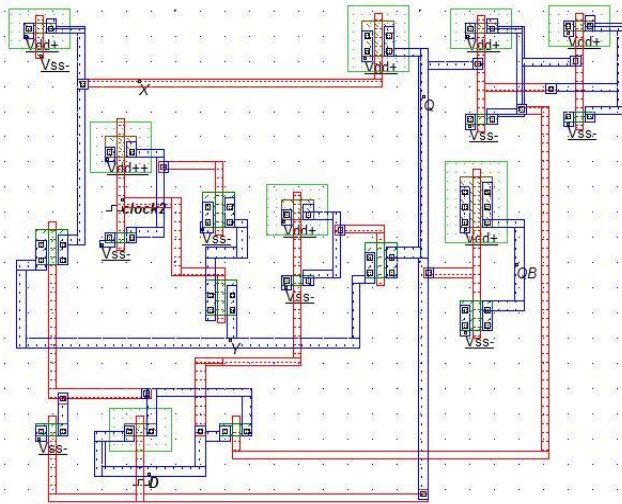 Vdd+
Vss-
Vdd+
Vdd+
Vdd+
X
Q
Vss-
Vss-
Vdd++
clock2
Vss-
Vss-
Vdd+
Vss-
Vdd+
QB
Y
Vss-
Vss-
D